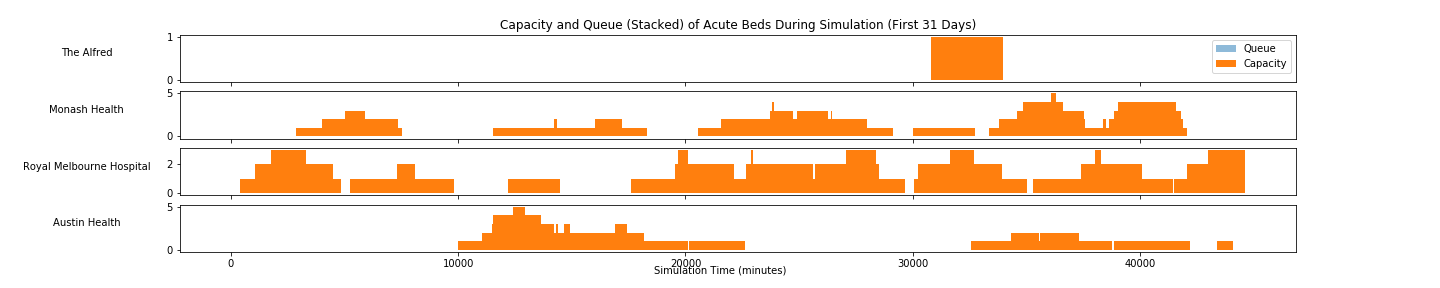 Capacity and Queue (Stacked) of Acute Beds During Simulation (First 31 Days)
The Alfred
1
0
Queue
Capacity
Monash Health
5
0
Royal Melbourne Hospital
2
0
Austin Health
5
0
0 10000 20000 30000 40000
Simulation Time (minutes)